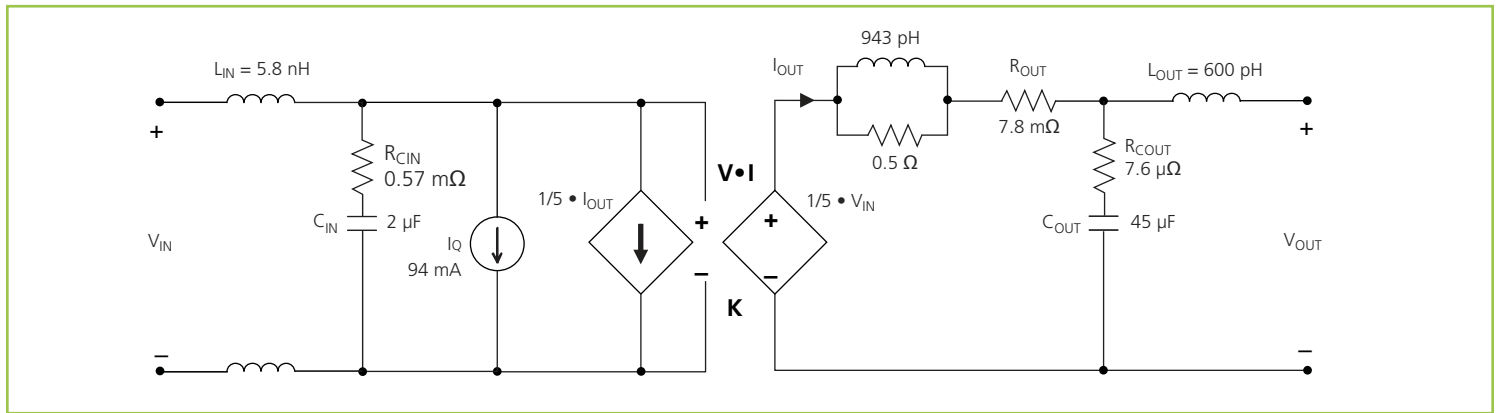 L_IN = 5.8 nH
+
R_CIN
0.57 mΩ
C_IN
2 µF
V_IN
I_Q
94 mA
1/5 • I_OUT
+
–
V•I
K
1/5 • V_IN
+
–
I_OUT
943 pH
0.5 Ω
R_OUT
7.8 mΩ
L_OUT = 600 pH
R_COUT
7.6 µΩ
C_OUT
45 µF
+
V_OUT
–
–